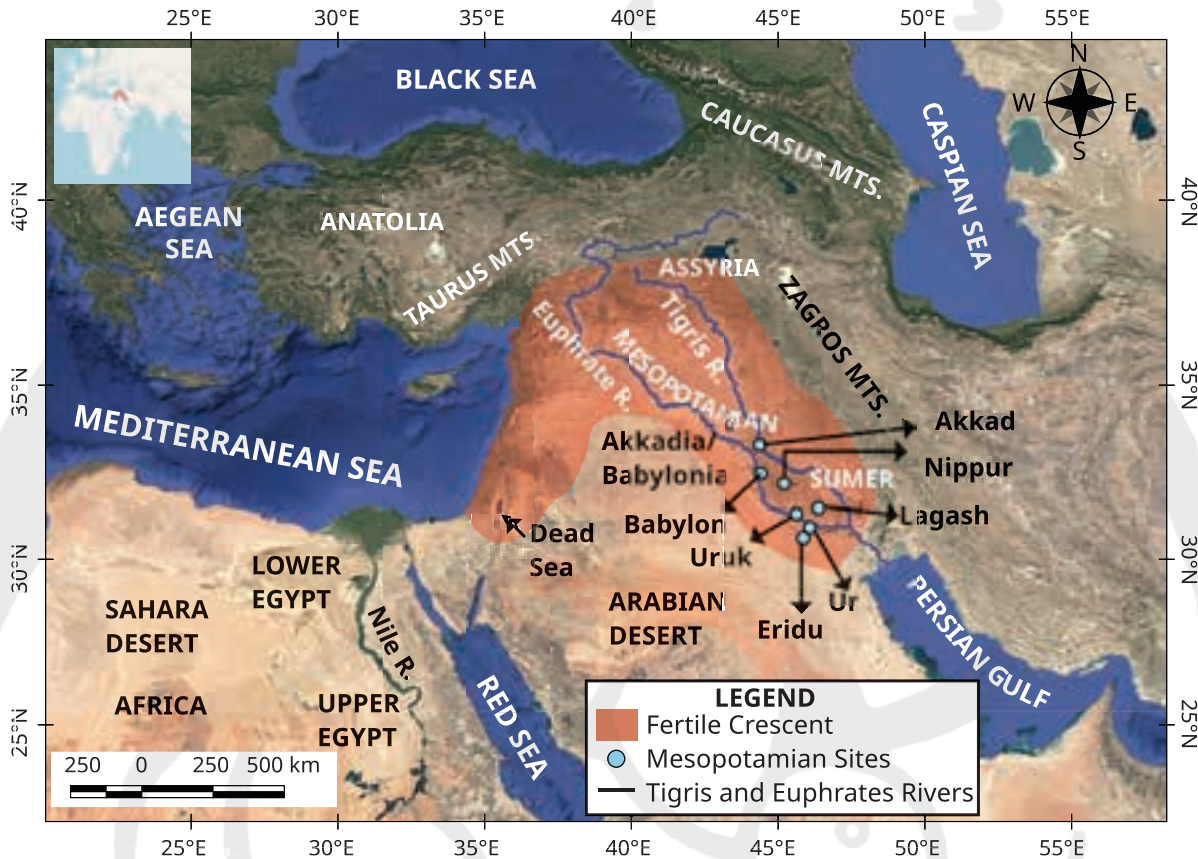 25°E 30°E 35°E 40°E 45°E 50°E 55°E
N
W E
S
BLACK SEA
CAUCASUS MTS.
CASPIAN SEA
40°N
40°N
AEGEAN
SEA
ANATOLIA
TAURUS MTS
ASSYRIA
ZAGROS MTS.
Tigris R.
Euphrate R.
MESOPOTAMIAN
35°N
35°N
MEDITERRANEAN SEA
Akkadia/
Babylonia
Akkad
Nippur
SUMER
Lagash
Babylon
Uruk
Dead
Sea
Ur
Eridu
30°N
30°N
LOWER
EGYPT
SAHARA
DESERT
Nile R.
ARABIAN
DESERT
PERSIAN GULF
AFRICA
UPPER
EGYPT
RED SEA
25°N
25°N
LEGEND
Fertile Crescent
Mesopotamian Sites
Tigris and Euphrates Rivers
250 0 250 500 km
25°E 30°E 35°E 40°E 45°E 50°E 55°E